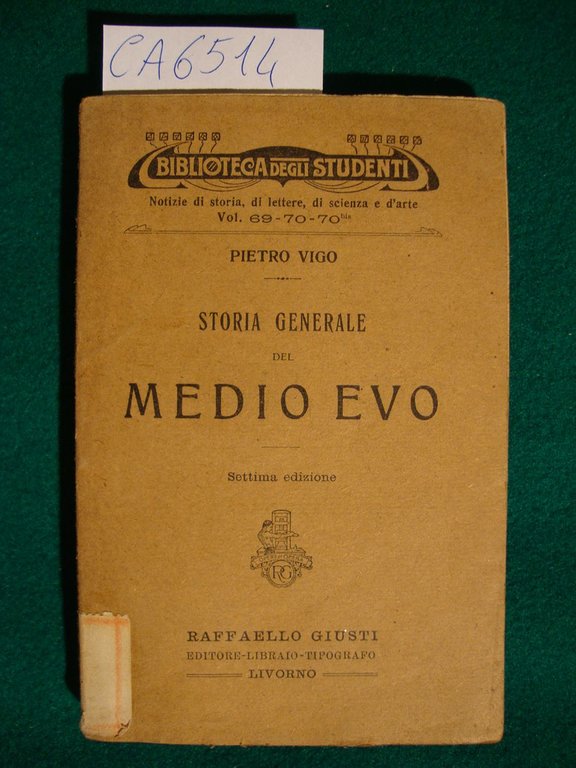 CA6514
BIBLIOTECA DEGLI STUDENTI
Notizie di storia, di lettere, di scienza e d'arte
Vol. 69-70-70bis
PIETRO VIGO
STORIA GENERALE
DEL
MEDIO EVO
Settima edizione
RG
RAFFAELLO GIUSTI
EDITORE-LIBRAIO-TIPOGRAFO
LIVORNO